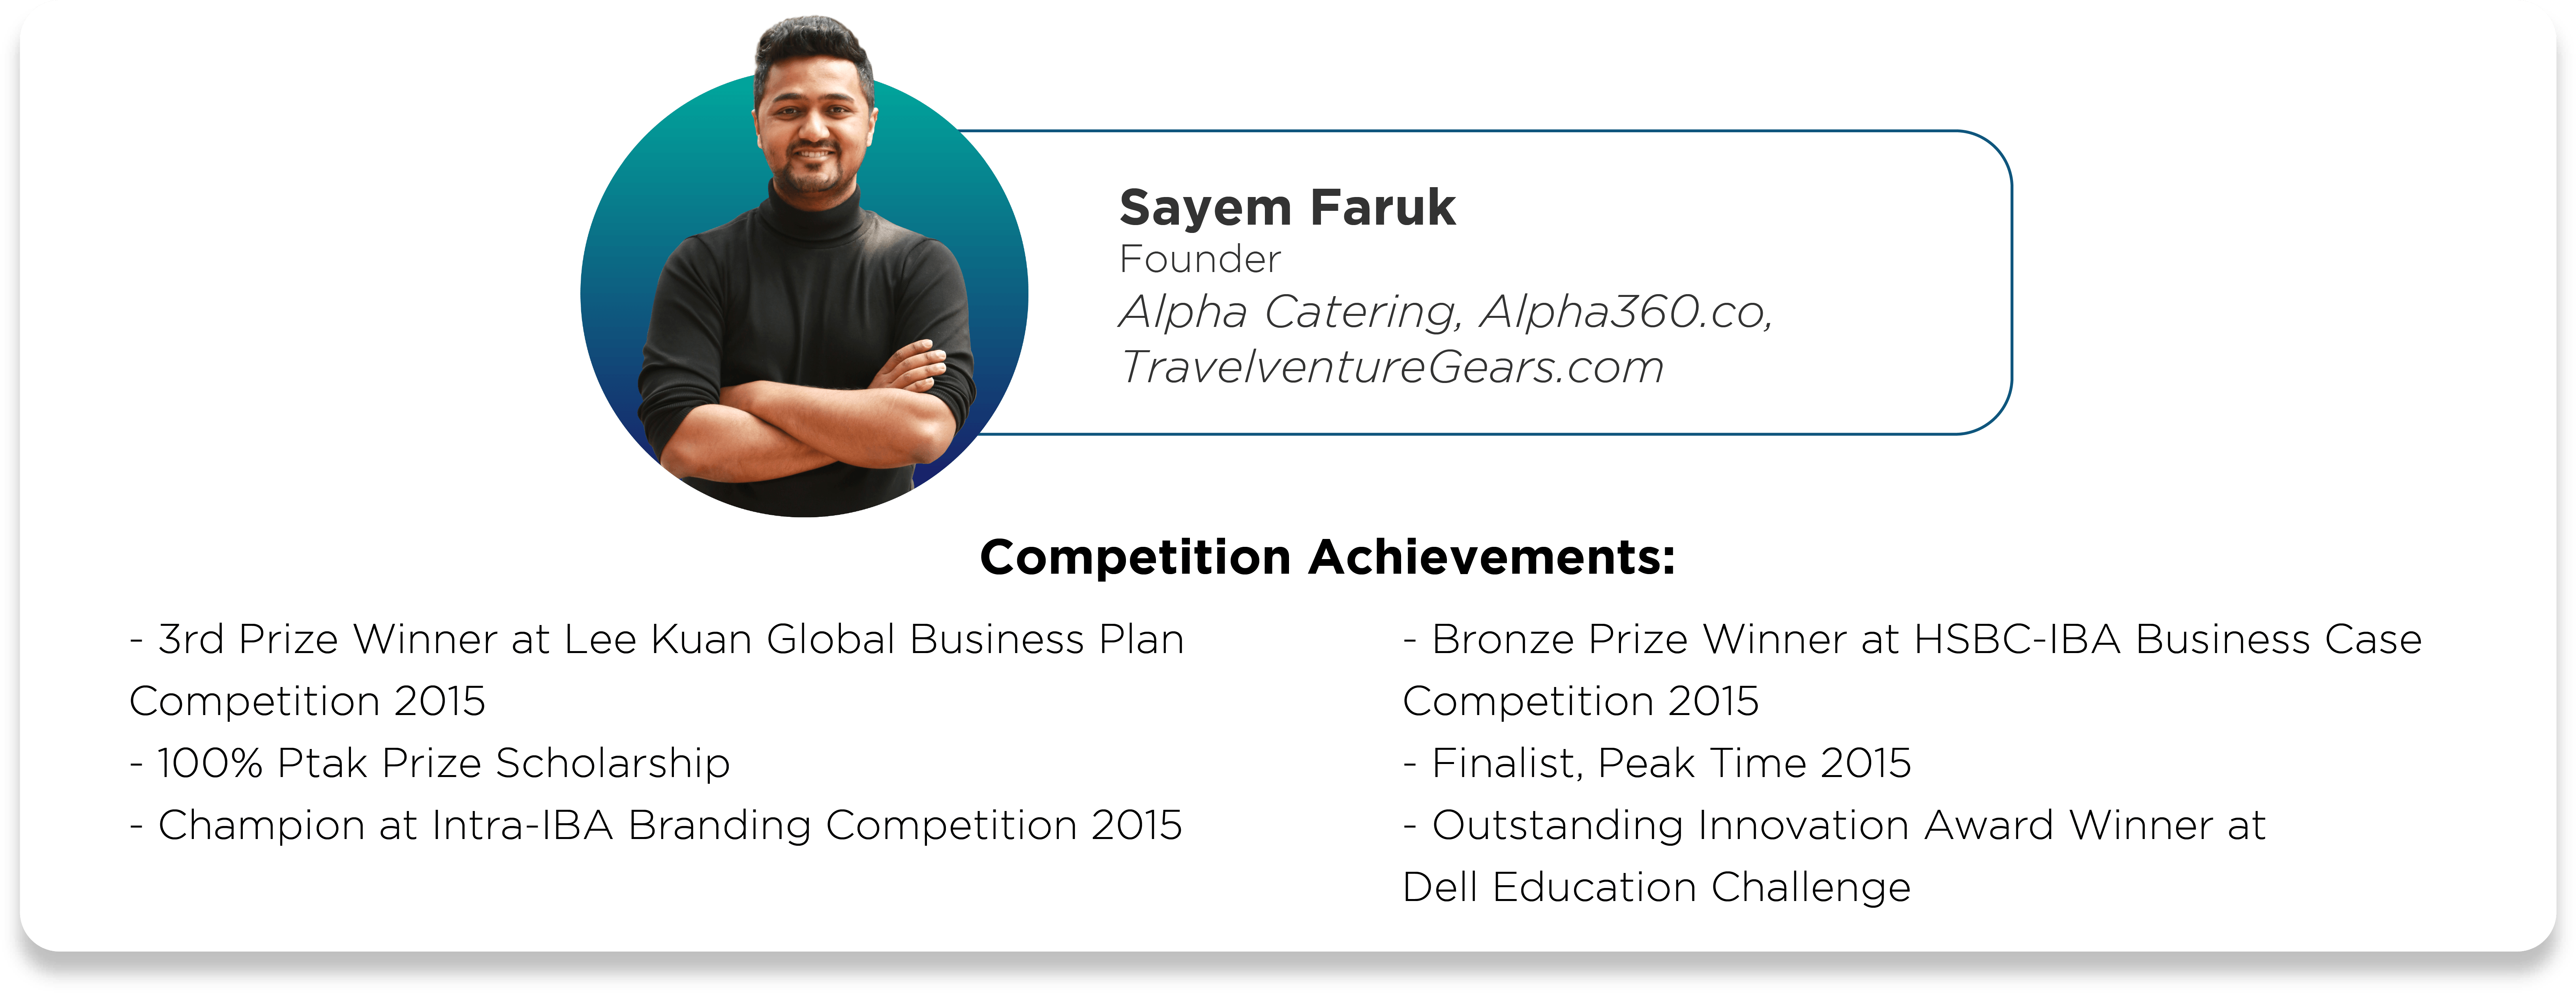 Sayem Faruk
Founder
Alpha Catering, Alpha360.co,
TravelventureGears.com
Competition Achievements:
- 3rd Prize Winner at Lee Kuan Global Business Plan
Competition 2015
- 100% Ptak Prize Scholarship
- Champion at Intra-IBA Branding Competition 2015
- Bronze Prize Winner at HSBC-IBA Business Case
Competition 2015
- Finalist, Peak Time 2015
- Outstanding Innovation Award Winner at
Dell Education Challenge